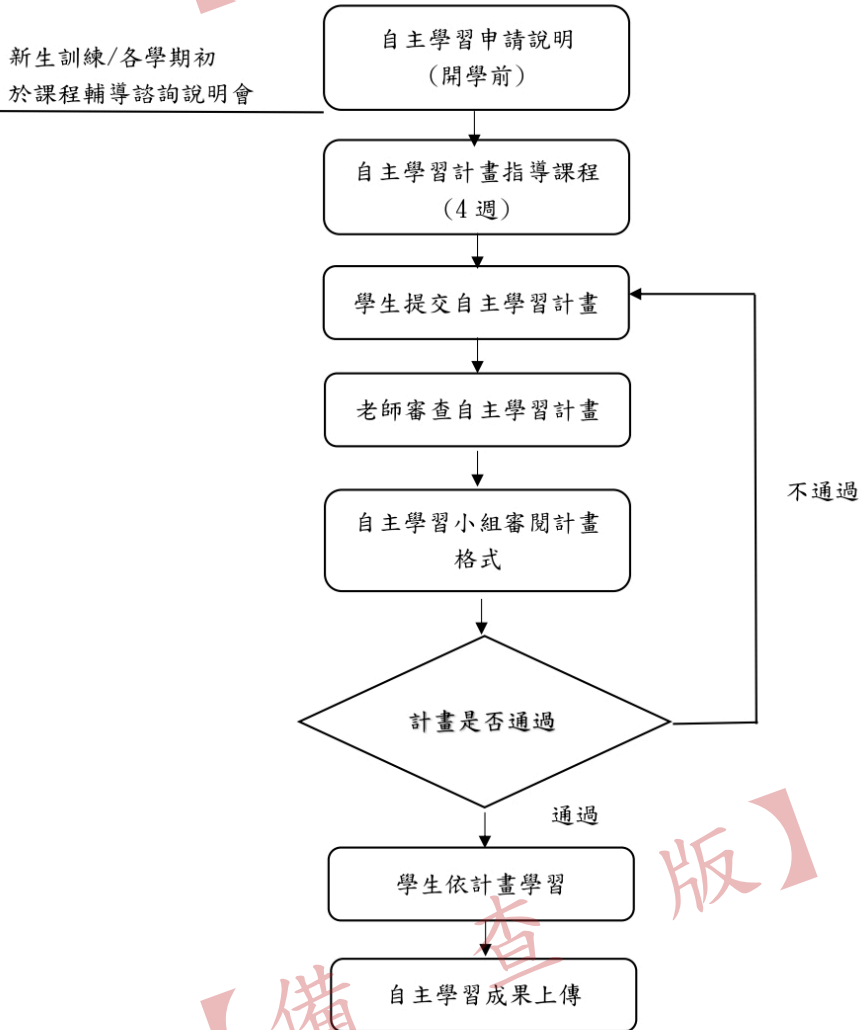 自主學習申請說明
(開學前)
新生訓練/各學期初
於課程輔導諮詢說明會
自主學習計畫指導課程
(4 週)
學生提交自主學習計畫
老師審查自主學習計畫
不通過
自主學習小組審閱計畫
格式
計畫是否通過
通過
學生依計畫學習
自主學習成果上傳
【備查版】